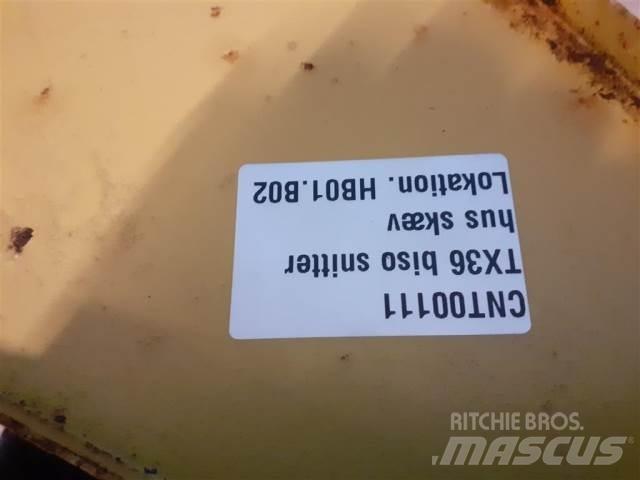 CNT00111
TX36 biso snitter
hus skæv
Lokation. HB01.B02
RITCHIE BROS.
MASCUS